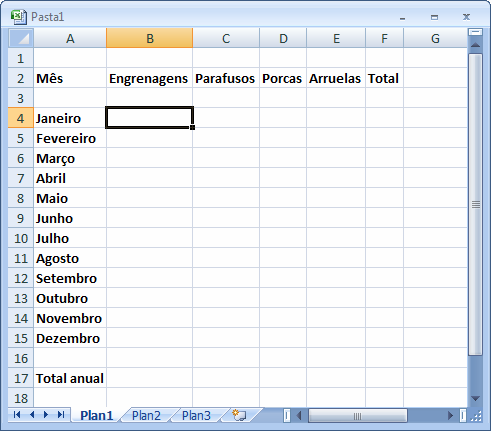 Pasta1
A B C D E F G
1
2 Mês Engrenagens Parafusos Porcas Arruelas Total
3
4 Janeiro
5 Fevereiro
6 Março
7 Abril
8 Maio
9 Junho
10 Julho
11 Agosto
12 Setembro
13 Outubro
14 Novembro
15 Dezembro
16
17 Total anual
18
Plan1 Plan2 Plan3